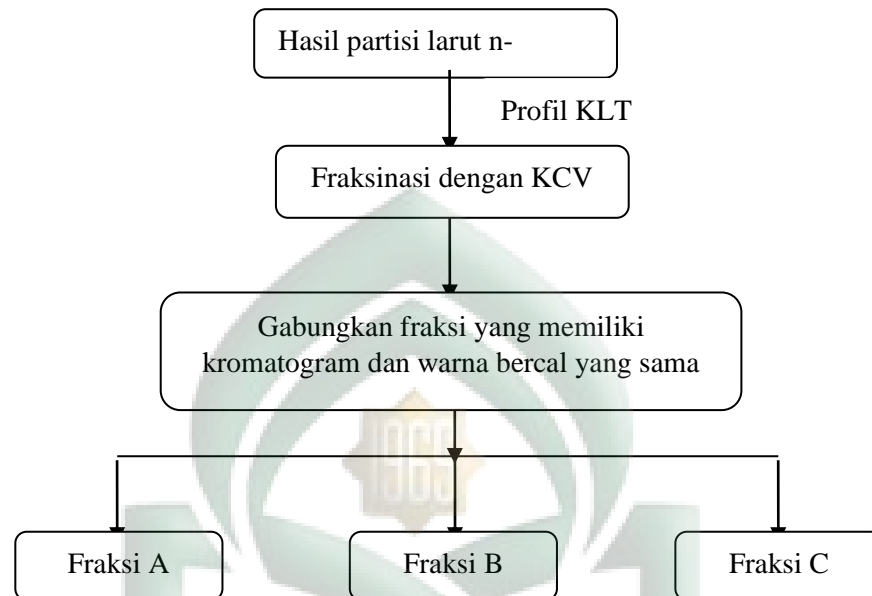 Hasil partisi larut n-
Profil KLT
Fraksinasi dengan KCV
Gabungkan fraksi yang memiliki
kromatogram dan warna bercal yang sama
1965
Fraksi A
Fraksi B
Fraksi C